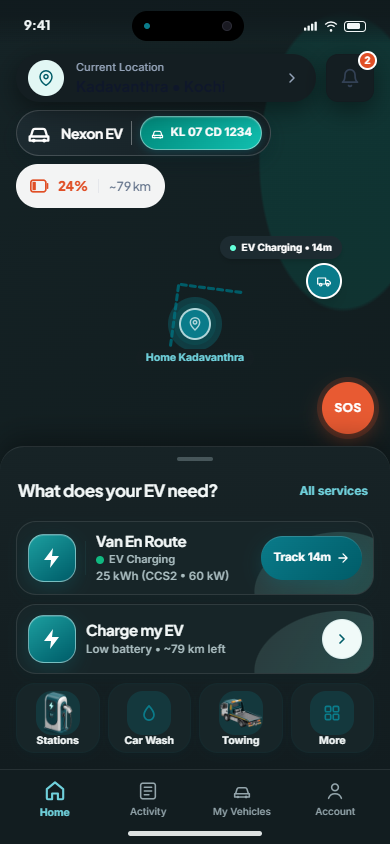 9:41
Current Location
Kadavanthra, Kochi
2
Nexon EV
KL 07 CD 1234
24%
~79 km
EV Charging • 14m
Home Kadavanthra
SOS
What does your EV need?
All services
Van En Route
EV Charging
25 kWh (CCS2 • 60 kW)
Track 14m →
Charge my EV
Low battery • ~79 km left
Stations
Car Wash
Towing
More
Home
Activity
My Vehicles
Account